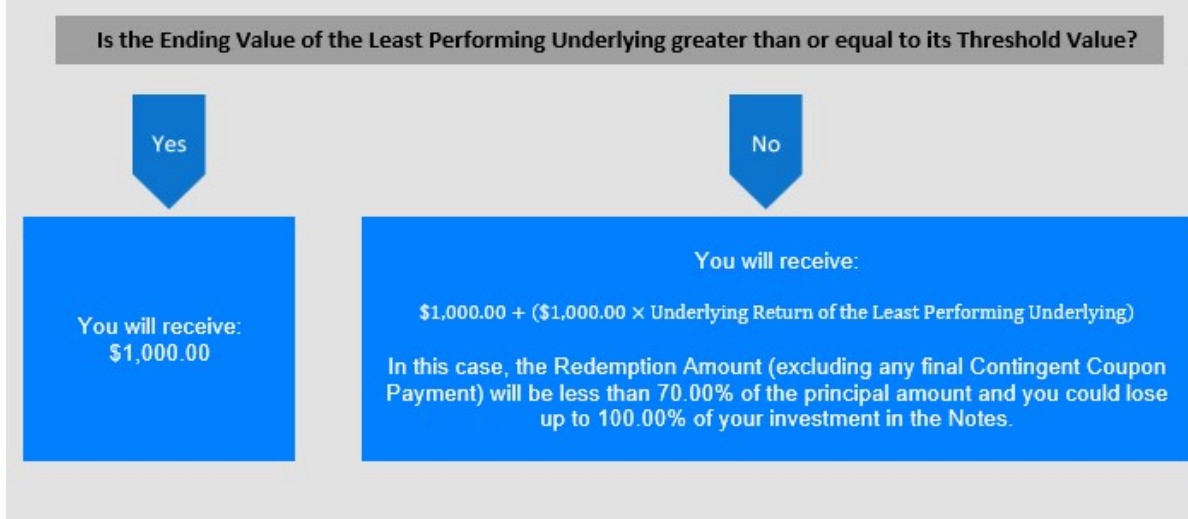 Is the Ending Value of the Least Performing Underlying greater than or equal to its Threshold Value?
Yes
No
You will receive:
$1,000.00
You will receive:
$1,000.00 + ($1,000.00 × Underlying Return of the Least Performing Underlying)
In this case, the Redemption Amount (excluding any final Contingent Coupon
Payment) will be less than 70.00% of the principal amount and you could lose
up to 100.00% of your investment in the Notes.